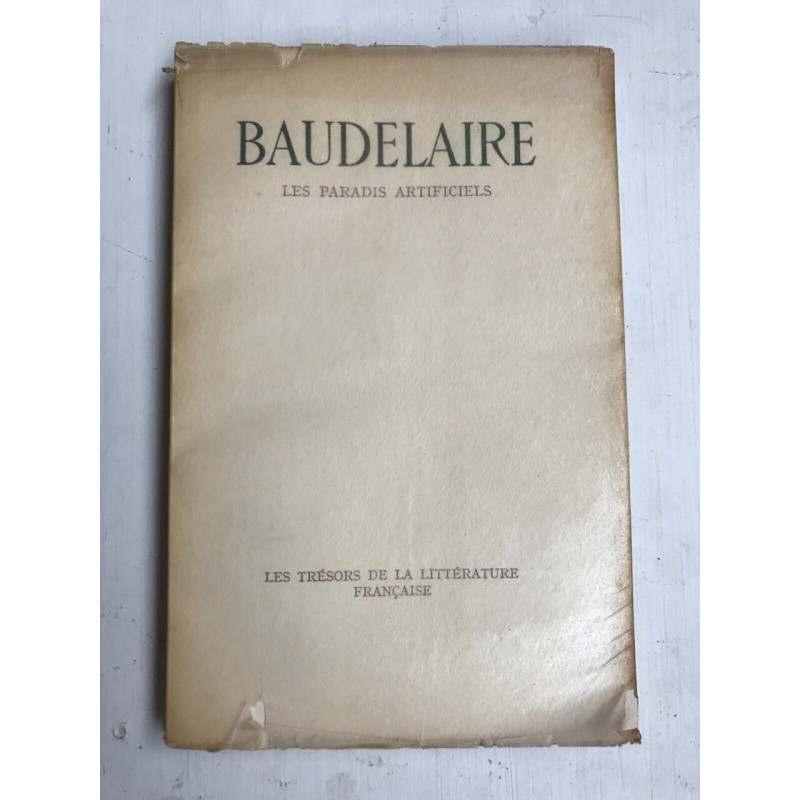 BAUDELAIRE
LES PARADIS ARTIFICIELS
LES TRÉSORS DE LA LITTÉRATURE
FRANÇAISE